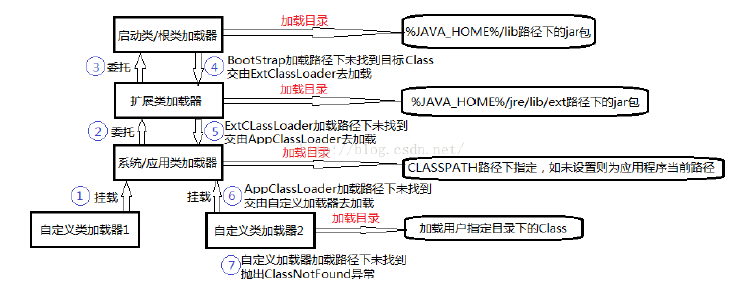 加载目录
启动类/根类加载器
%JAVA_HOME%/lib路径下的jar包
③委托
④ BootStrap加载路径下未找到目标Class
交由ExtClassLoader去加载
加载目录
扩展类加载器
%JAVA_HOME%/jre/lib/ext路径下的jar包
②委托
⑤ ExtCLassLoader加载路径下未找到
交由AppClassLoader去加载
http://blog.csdn.net/
加载目录
系统/应用类加载器
CLASSPATH路径下指定，如未设置则为应用程序当前路径
①挂载
挂载
⑥ AppClassLoader加载路径下未找到
交由自定义加载器去加载
加载目录
自定义类加载器1
自定义类加载器2
加载用户指定目录下的Class
⑦ 自定义加载器加载路径下未找到
抛出ClassNotFound异常